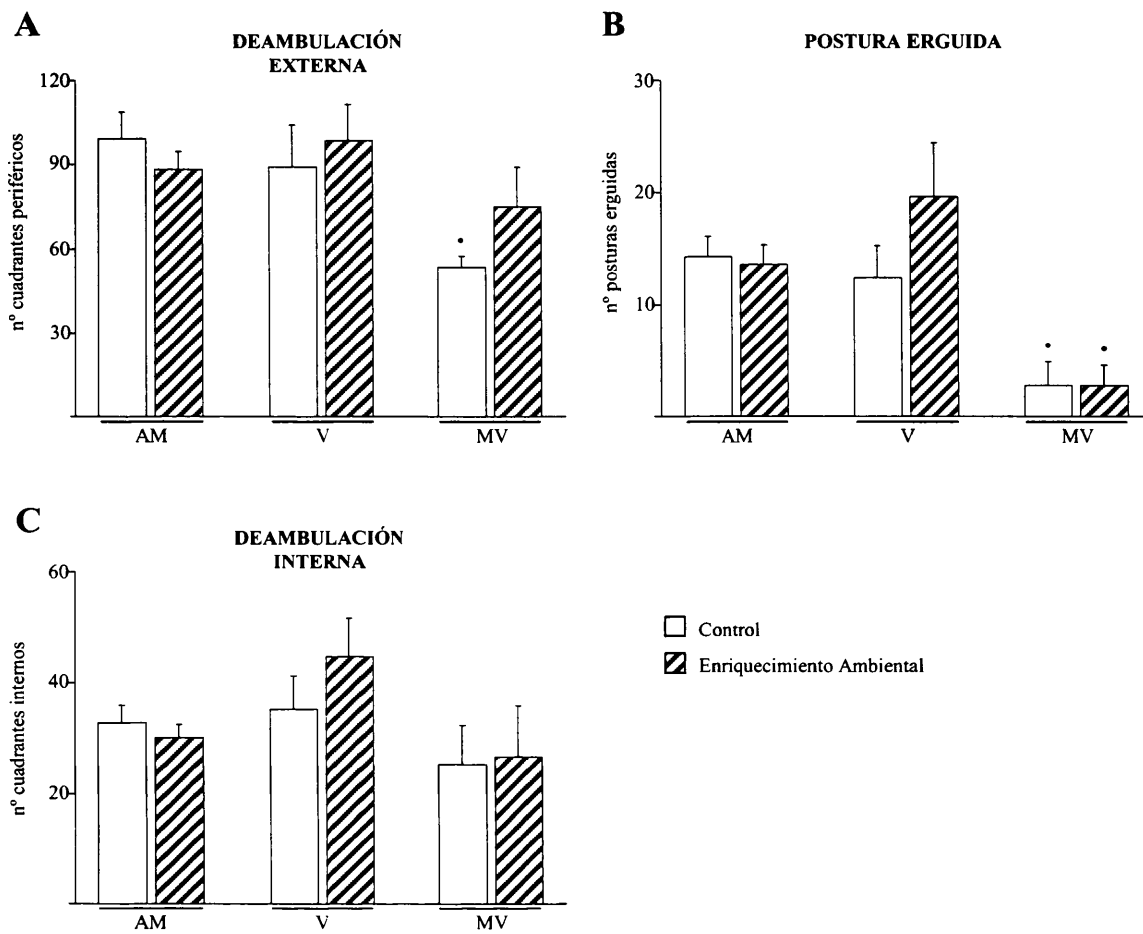 A
DEAMBULACIÓN
EXTERNA
nº cuadrantes periféricos
120
90
60
30
AM
V
MV
B
POSTURA ERGUIDA
nº posturas erguidas
30
20
10
AM
V
MV
C
DEAMBULACIÓN
INTERNA
nº cuadrantes internos
60
40
20
AM
V
MV
Control
Enriquecimiento Ambiental